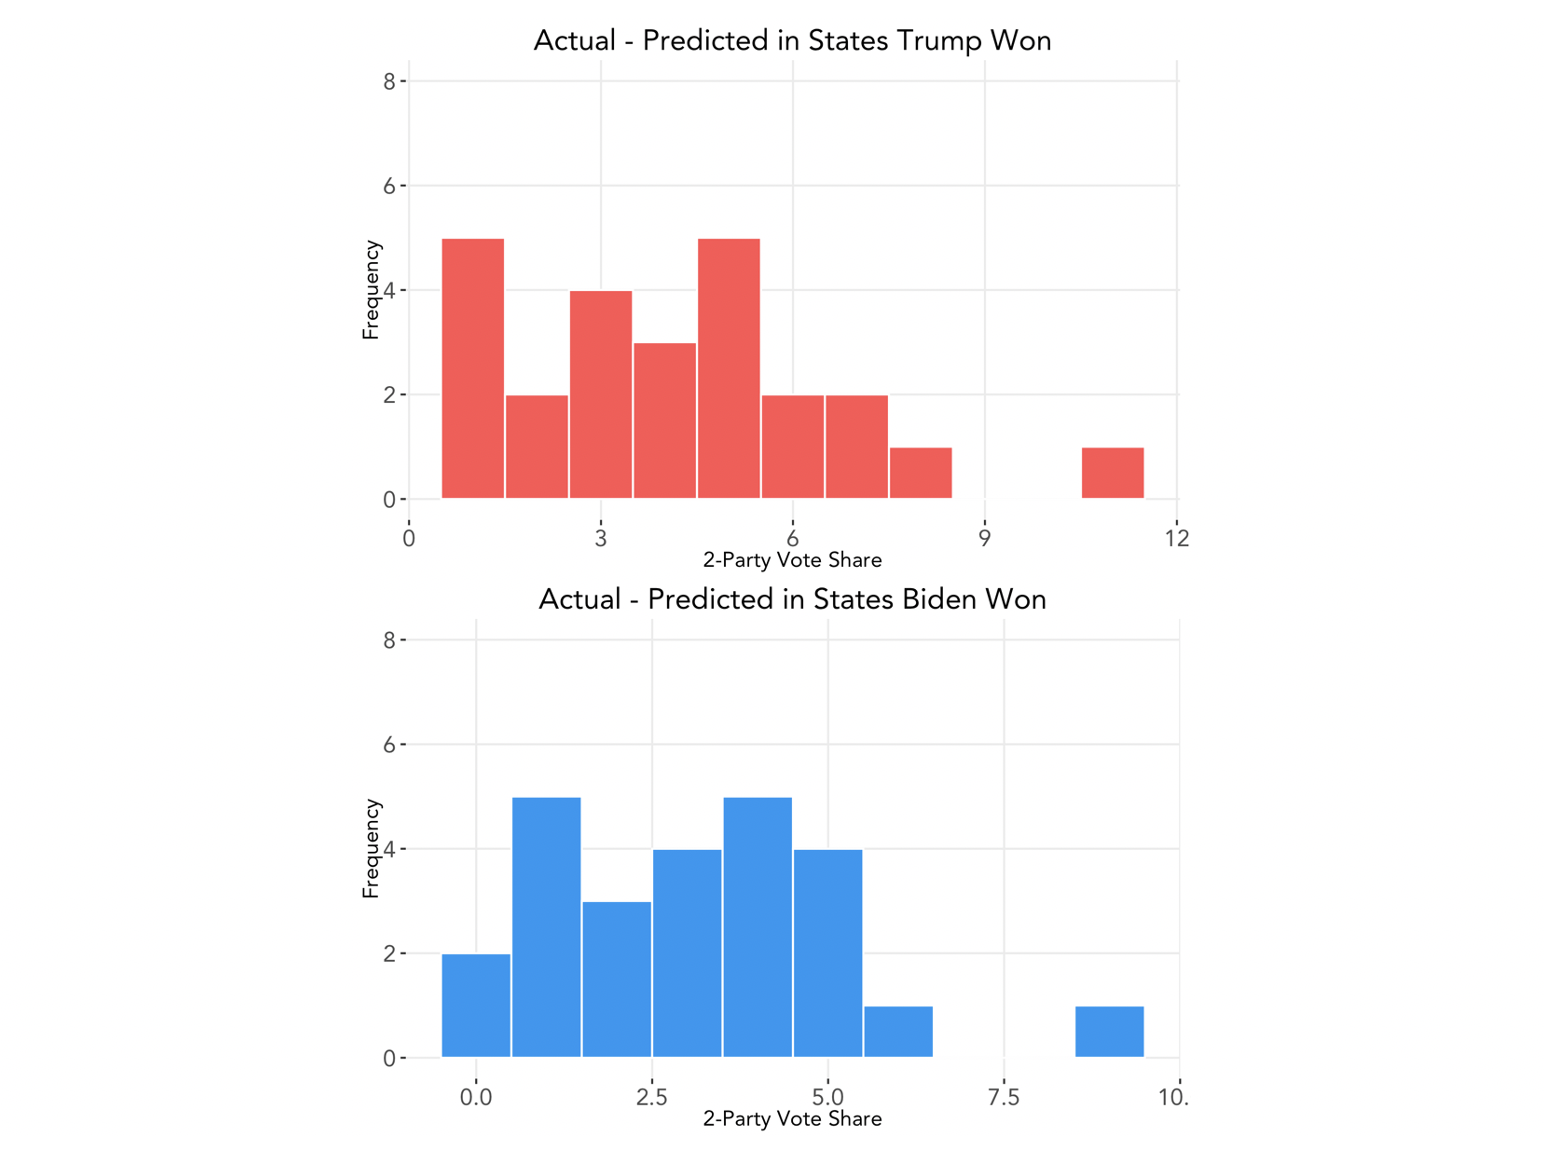 Actual - Predicted in States Trump Won
8
6
4
2
0
Frequency
0 3 6 9 12
2-Party Vote Share
Actual - Predicted in States Biden Won
8
6
4
2
0
Frequency
0.0 2.5 5.0 7.5 10.
2-Party Vote Share